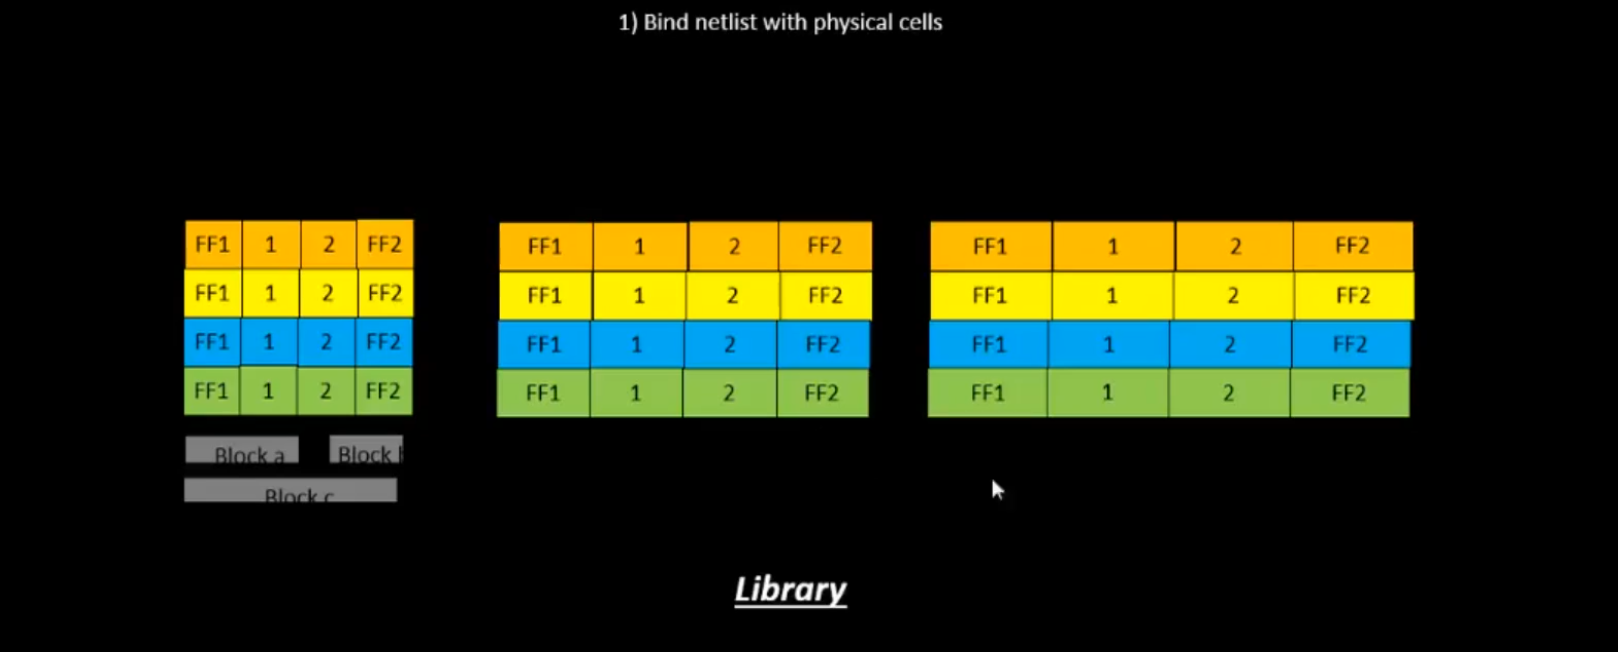 1) Bind netlist with physical cells
FF1 1 2 FF2 FF1 1 2 FF2 FF1 1 2 FF2
FF1 1 2 FF2 FF1 1 2 FF2 FF1 1 2 FF2
FF1 1 2 FF2 FF1 1 2 FF2 FF1 1 2 FF2
FF1 1 2 FF2 FF1 1 2 FF2 FF1 1 2 FF2
Block a Block b
Block c
Library